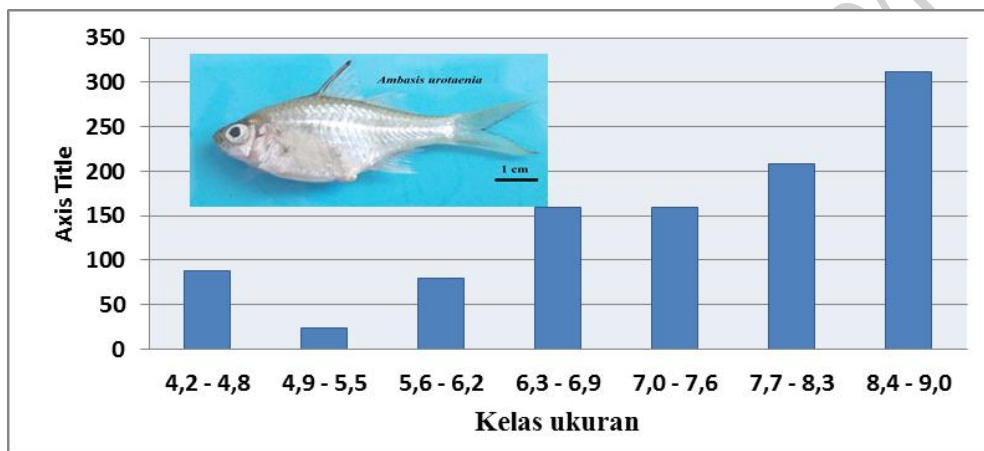 350
300
250
200
150
100
50
0
Axis Title
Ambasis urotaenia
1 cm
4,2 - 4,8 4,9 - 5,5 5,6 - 6,2 6,3 - 6,9 7,0 - 7,6 7,7 - 8,3 8,4 - 9,0
Kelas ukuran